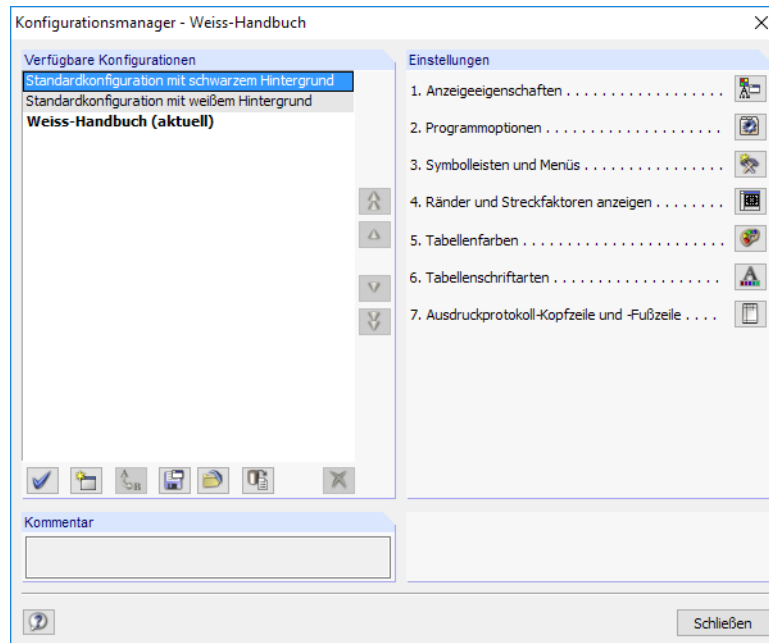 Konfigurationsmanager - Weiss-Handbuch
Verfügbare Konfigurationen
Standardkonfiguration mit schwarzem Hintergrund
Standardkonfiguration mit weißem Hintergrund
Weiss-Handbuch (aktuell)
Einstellungen
1. Anzeigeeigenschaften . . . . . . . . . . . . . . . . . .
2. Programmoptionen . . . . . . . . . . . . . . . . . . . .
3. Symbolleisten und Menüs . . . . . . . . . . . . . . . .
4. Ränder und Streckfaktoren anzeigen . . . . . . . .
5. Tabellenfarben . . . . . . . . . . . . . . . . . . . . . . .
6. Tabellenschriftarten . . . . . . . . . . . . . . . . . . .
7. Ausdruckprotokoll-Kopfzeile und -Fußzeile . . . .
Kommentar
Schließen